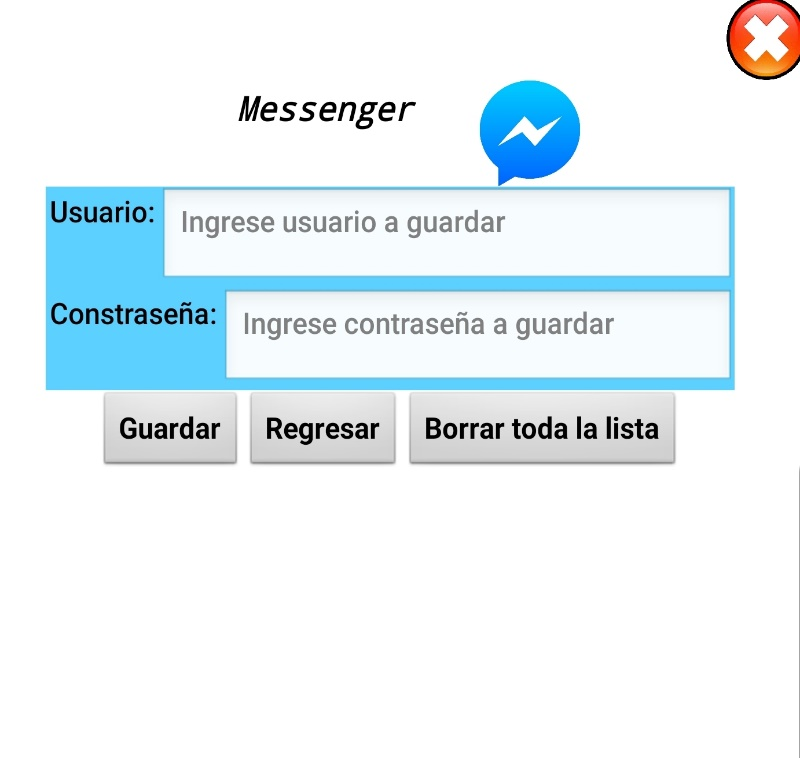 Messenger
Usuario: Ingrese usuario a guardar
Constraseña: Ingrese contraseña a guardar
Guardar Regresar Borrar toda la lista